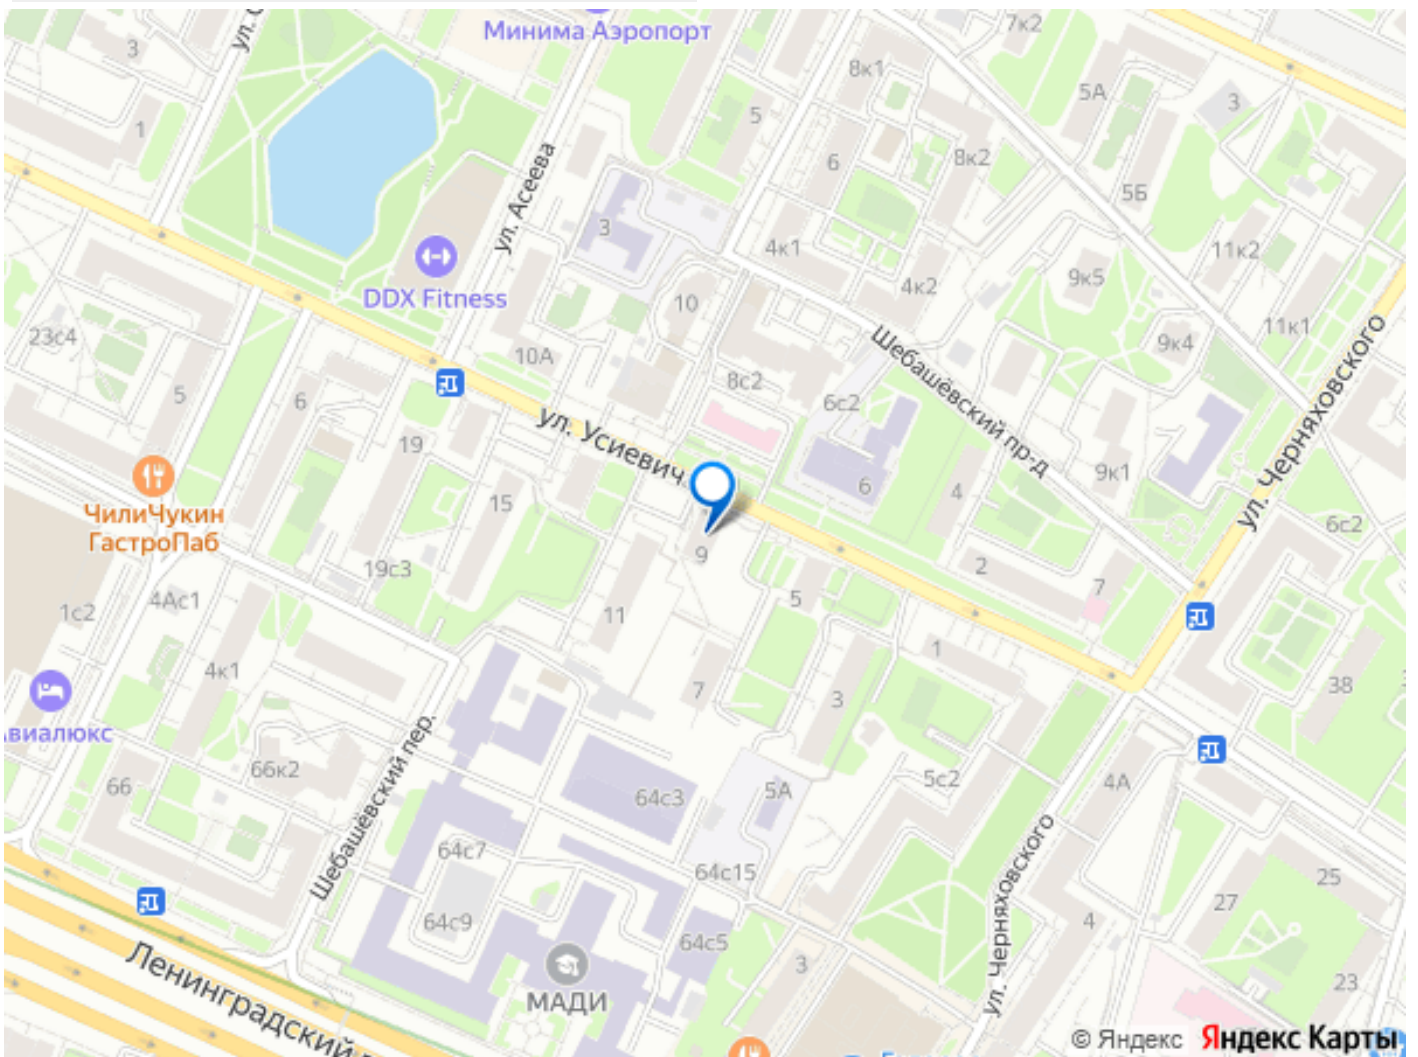 Минима Аэропорт
7к2
3
8к1
5А
3
1
5
8к2
6
5Б
ул. Асеева
3
4к1
11к2
9к5
4к2
10
DDX Fitness
11к1
23с4
10А
Шебашёвский пр-д
9к4
8с2
5
6
6с2
ул. Усиевич
19
ул. Черняховского
9к1
6
4
15
ЧилиЧукин
ГастроПаб
6с2
9
19с3
2
7
5
4Ас1
1с2
11
1
4к1
7
3
38
виалюкс
Шебашёвский пер.
66к2
66
64с3
5А
5с2
4А
64с7
64с15
ул. Черняховского
25
27
64с9
64с5
4
3
23
Ленинградский
МАДИ
© Яндекс Яндекс Карты